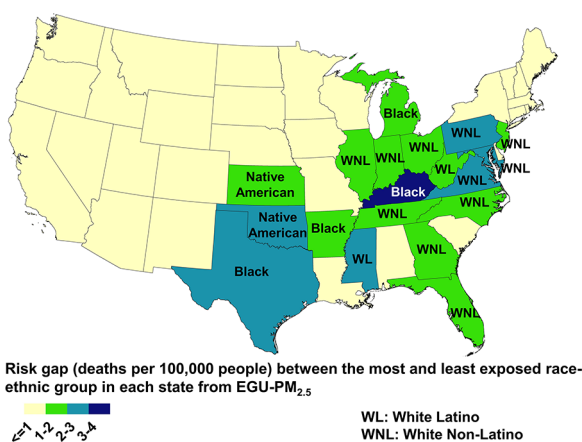 Black
WNL
WNL
WNL
WNL
WNL
WL
WNL
WNL
Native
American
Black
WNL
WNL
Native
American
Black
WL
Black
WNL
Risk gap (deaths per 100,000 people) between the most and least exposed race-
ethnic group in each state from EGU-PM2.5
<=1
1-2
2-3
3-4
WL: White Latino
WNL: White Non-Latino